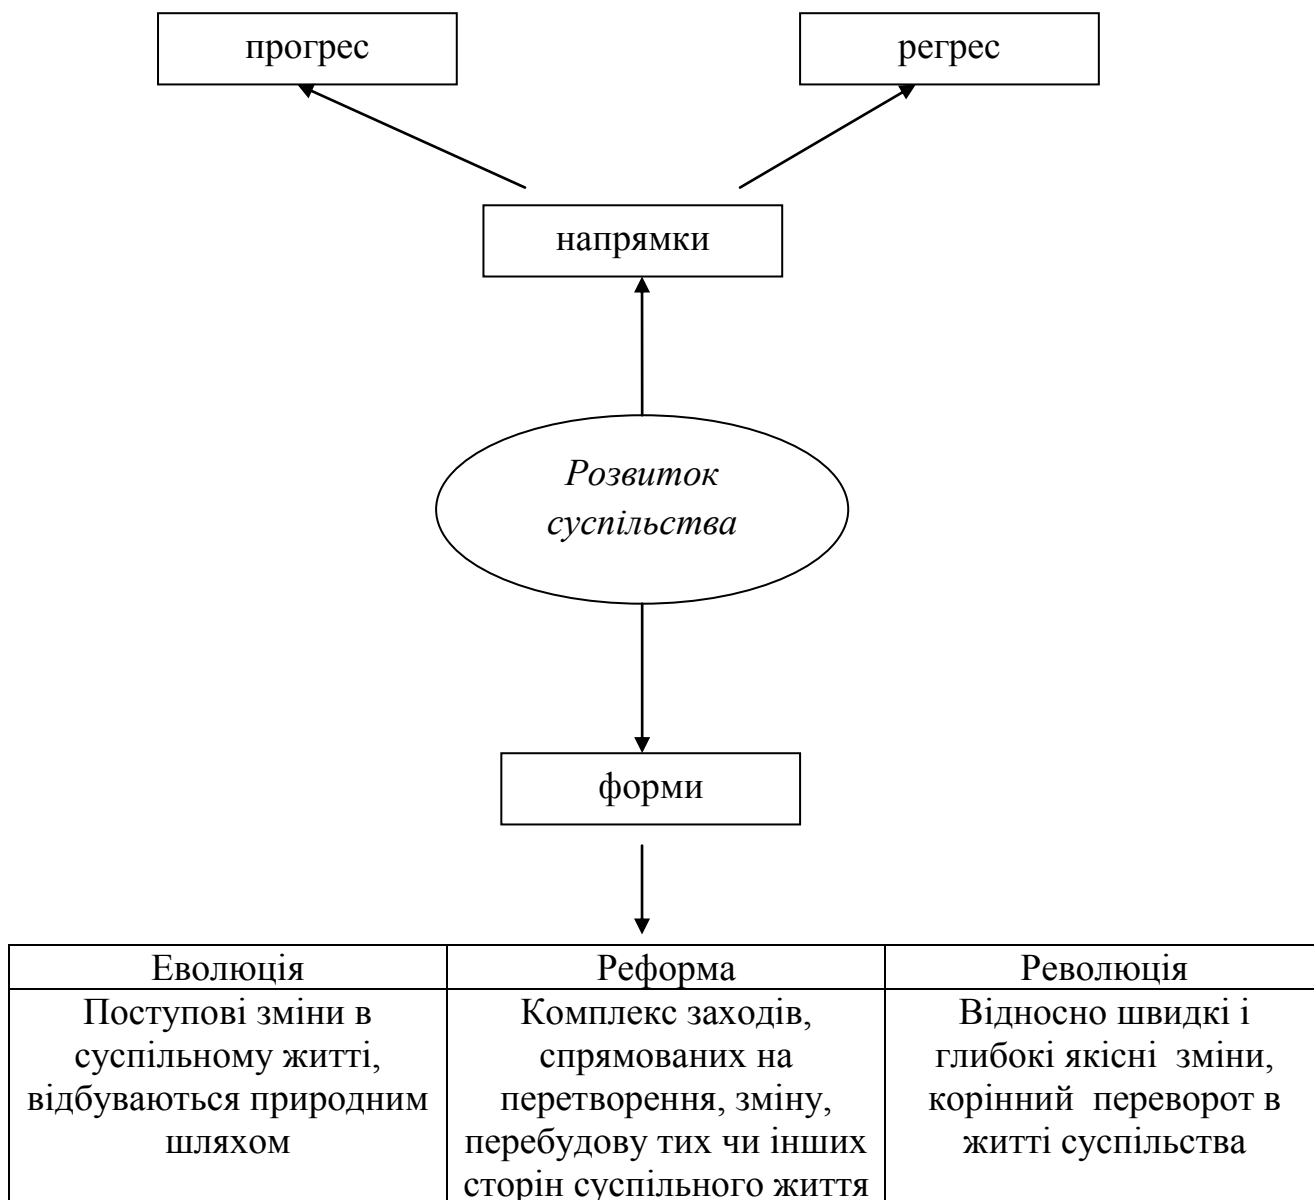 прогрес
регрес
напрямки
Розвиток
суспільства
форми
Еволюція
Реформа
Революція
Поступові зміни в
суспільному житті,
відбуваються природним
шляхом
Комплекс заходів,
спрямованих на
перетворення, зміну,
перебудову тих чи інших
сторін суспільного життя
Відносно швидкі і
глибокі якісні  зміни,
корінний  переворот в
житті суспільства